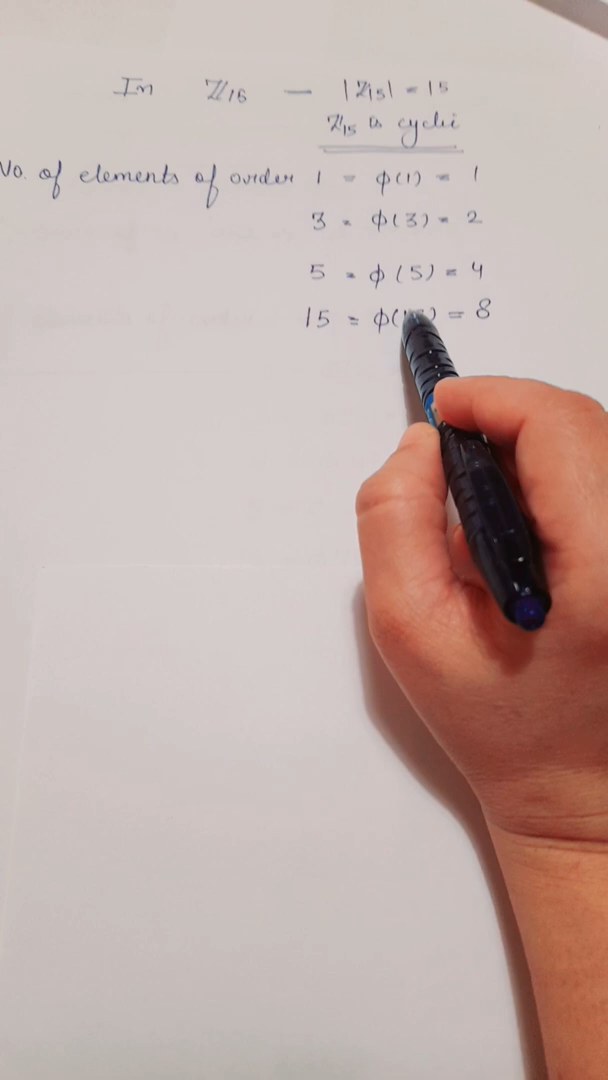 In ℤ15 — |ℤ15| = 15
ℤ15 is cyclic
No. of elements of order 1 = φ(1) = 1
3 = φ(3) = 2
5 = φ(5) = 4
15 = φ( ) = 8